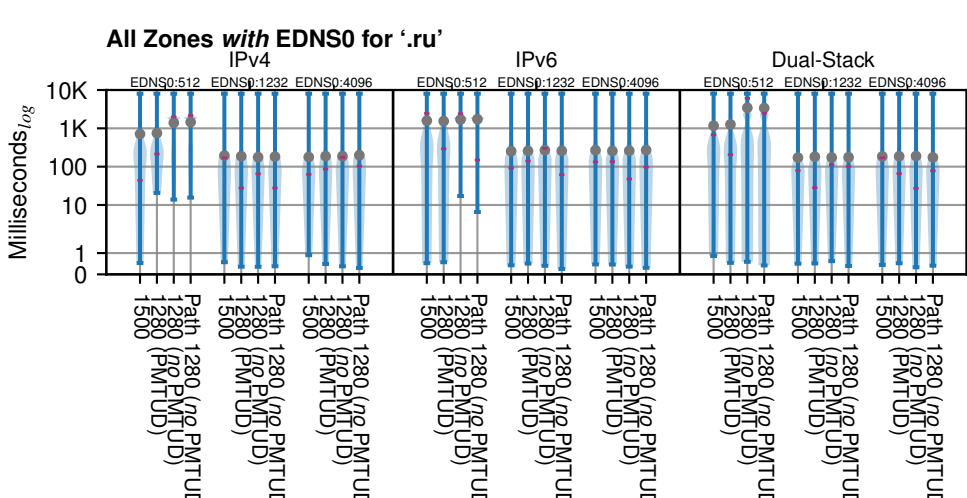 All Zones with EDNS0 for ‘.ru’
IPv4 IPv6 Dual-Stack
EDNS0:512 EDNS0:1232 EDNS0:4096 EDNS0:512 EDNS0:1232 EDNS0:4096 EDNS0:512 EDNS0:1232 EDNS0:4096
10K
1K
100
10
1
0
Milliseconds log
1500
1280 (PMTUD)
1280 (no PMTUD)
Path 1280 (no PMTUD
1500
1280 (PMTUD)
1280 (no PMTUD)
Path 1280 (no PMTUD
1500
1280 (PMTUD)
1280 (no PMTUD)
Path 1280 (no PMTUD
1500
1280 (PMTUD)
1280 (no PMTUD)
Path 1280 (no PMTUD
1500
1280 (PMTUD)
1280 (no PMTUD)
Path 1280 (no PMTUD
1500
1280 (PMTUD)
1280 (no PMTUD)
Path 1280 (no PMTUD
1500
1280 (PMTUD)
1280 (no PMTUD)
Path 1280 (no PMTUD
1500
1280 (PMTUD)
1280 (no PMTUD)
Path 1280 (no PMTUD
1500
1280 (PMTUD)
1280 (no PMTUD)
Path 1280 (no PMTUD